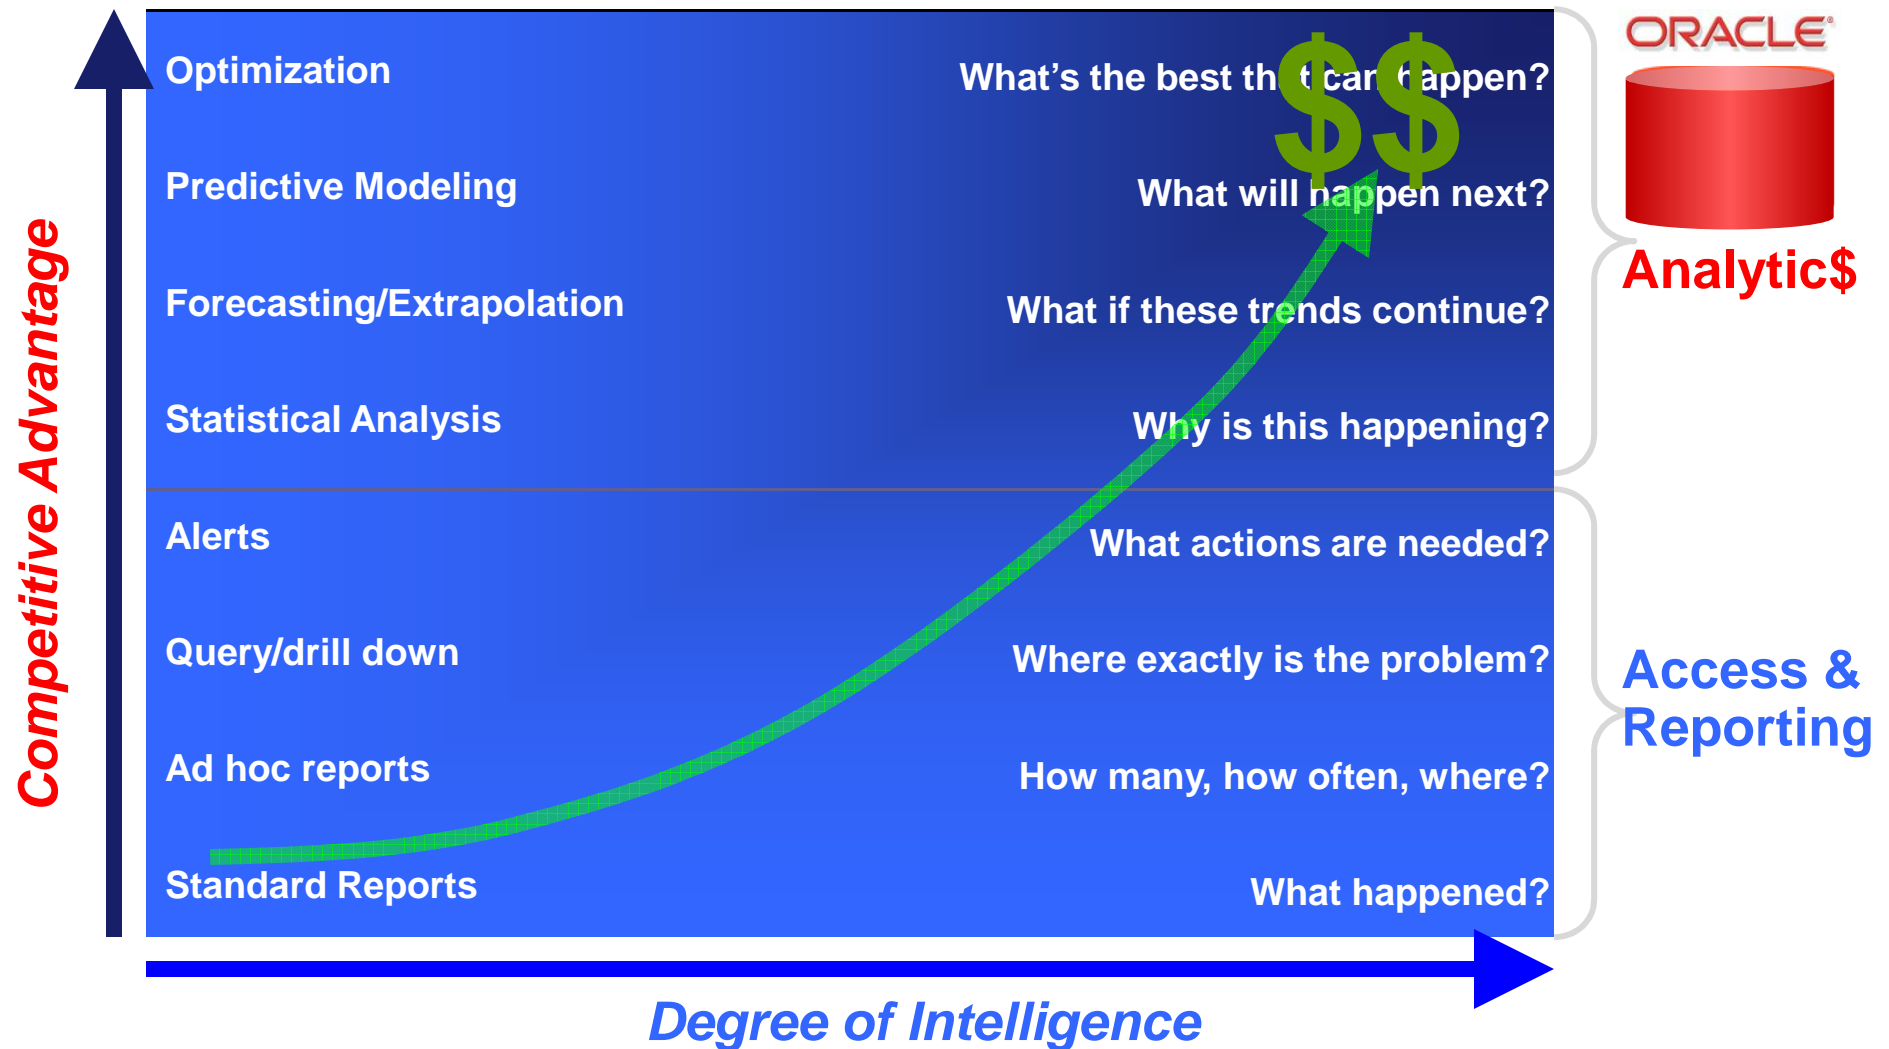 ORACLE®
Optimization
What's the best that can happen?
$$
Predictive Modeling
What will happen next?
Analytic$
Forecasting/Extrapolation
What if these trends continue?
Statistical Analysis
Why is this happening?
Competitive Advantage
Alerts
What actions are needed?
Query/drill down
Where exactly is the problem?
Access &
Reporting
Ad hoc reports
How many, how often, where?
Standard Reports
What happened?
Degree of Intelligence